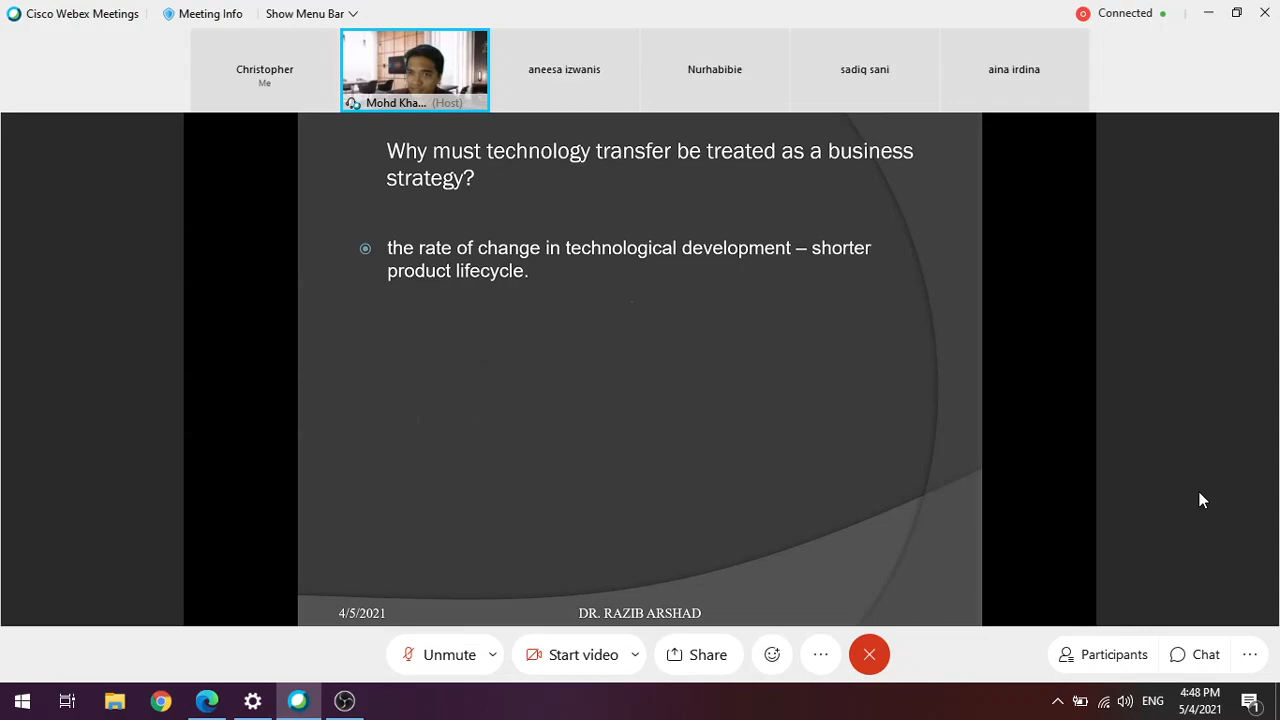 Cisco Webex Meetings
Meeting Info
Show Menu Bar
Connected
Christopher
Me
Mohd Kha... (Host)
aneesa izwanis
Nurhabibie
sadiq sani
aina irdina
Why must technology transfer be treated as a business
strategy?
the rate of change in technological development – shorter
product lifecycle.
4/5/2021
DR. RAZIB ARSHAD
Unmute
Start video
Share
Participants
Chat
ENG
4:48 PM
5/4/2021
1